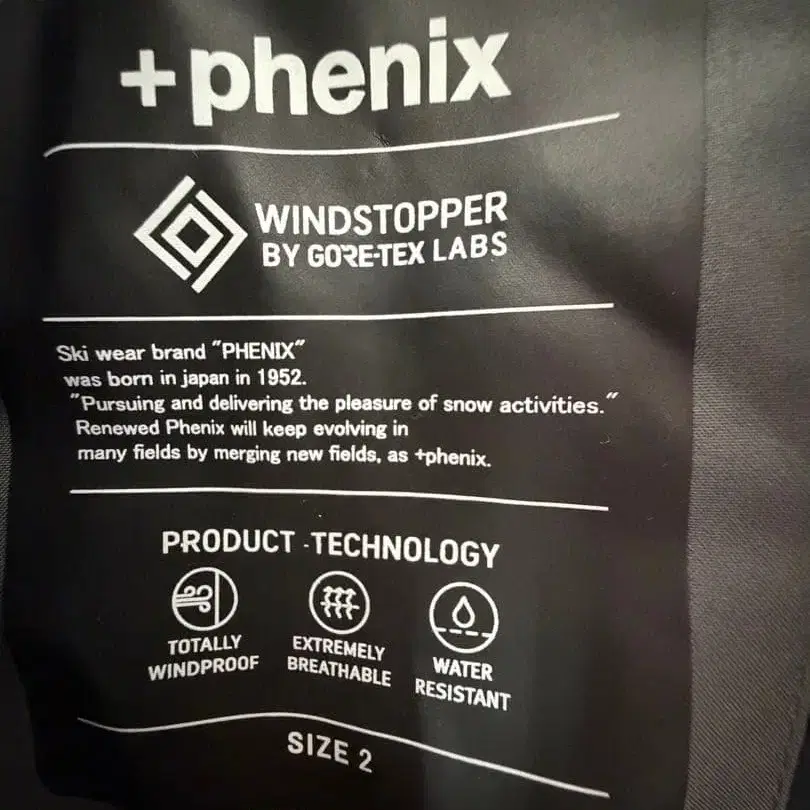 +phenix
WINDSTOPPER
BY GORE-TEX LABS
Ski wear brand "PHENIX"
was born in japan in 1952.
"Pursuing and delivering the pleasure of snow activities."
Renewed Phenix will keep evolving in
many fields by merging new fields, as +phenix.
PRODUCT · TECHNOLOGY
TOTALLY
WINDPROOF
EXTREMELY
BREATHABLE
WATER
RESISTANT
SIZE 2